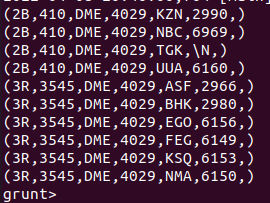 (2B,410,DME,4029,KZN,2990,)
(2B,410,DME,4029,NBC,6969,)
(2B,410,DME,4029,TGK,\N,)
(2B,410,DME,4029,UUA,6160,)
(3R,3545,DME,4029,ASF,2966,)
(3R,3545,DME,4029,BHK,2980,)
(3R,3545,DME,4029,EGO,6156,)
(3R,3545,DME,4029,FEG,6149,)
(3R,3545,DME,4029,KSQ,6153,)
(3R,3545,DME,4029,NMA,6150,)
grunt>